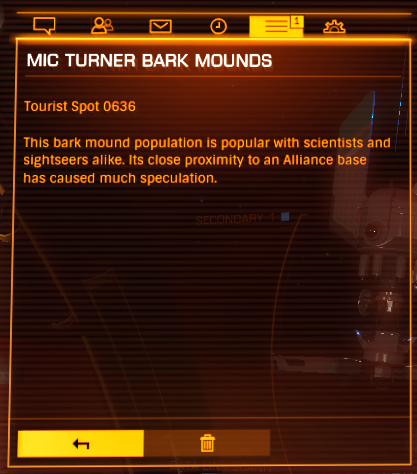 1
MIC TURNER BARK MOUNDS
Tourist Spot 0636
This bark mound population is popular with scientists and
sightseers alike. Its close proximity to an Alliance base
has caused much speculation.
SECONDARY 1